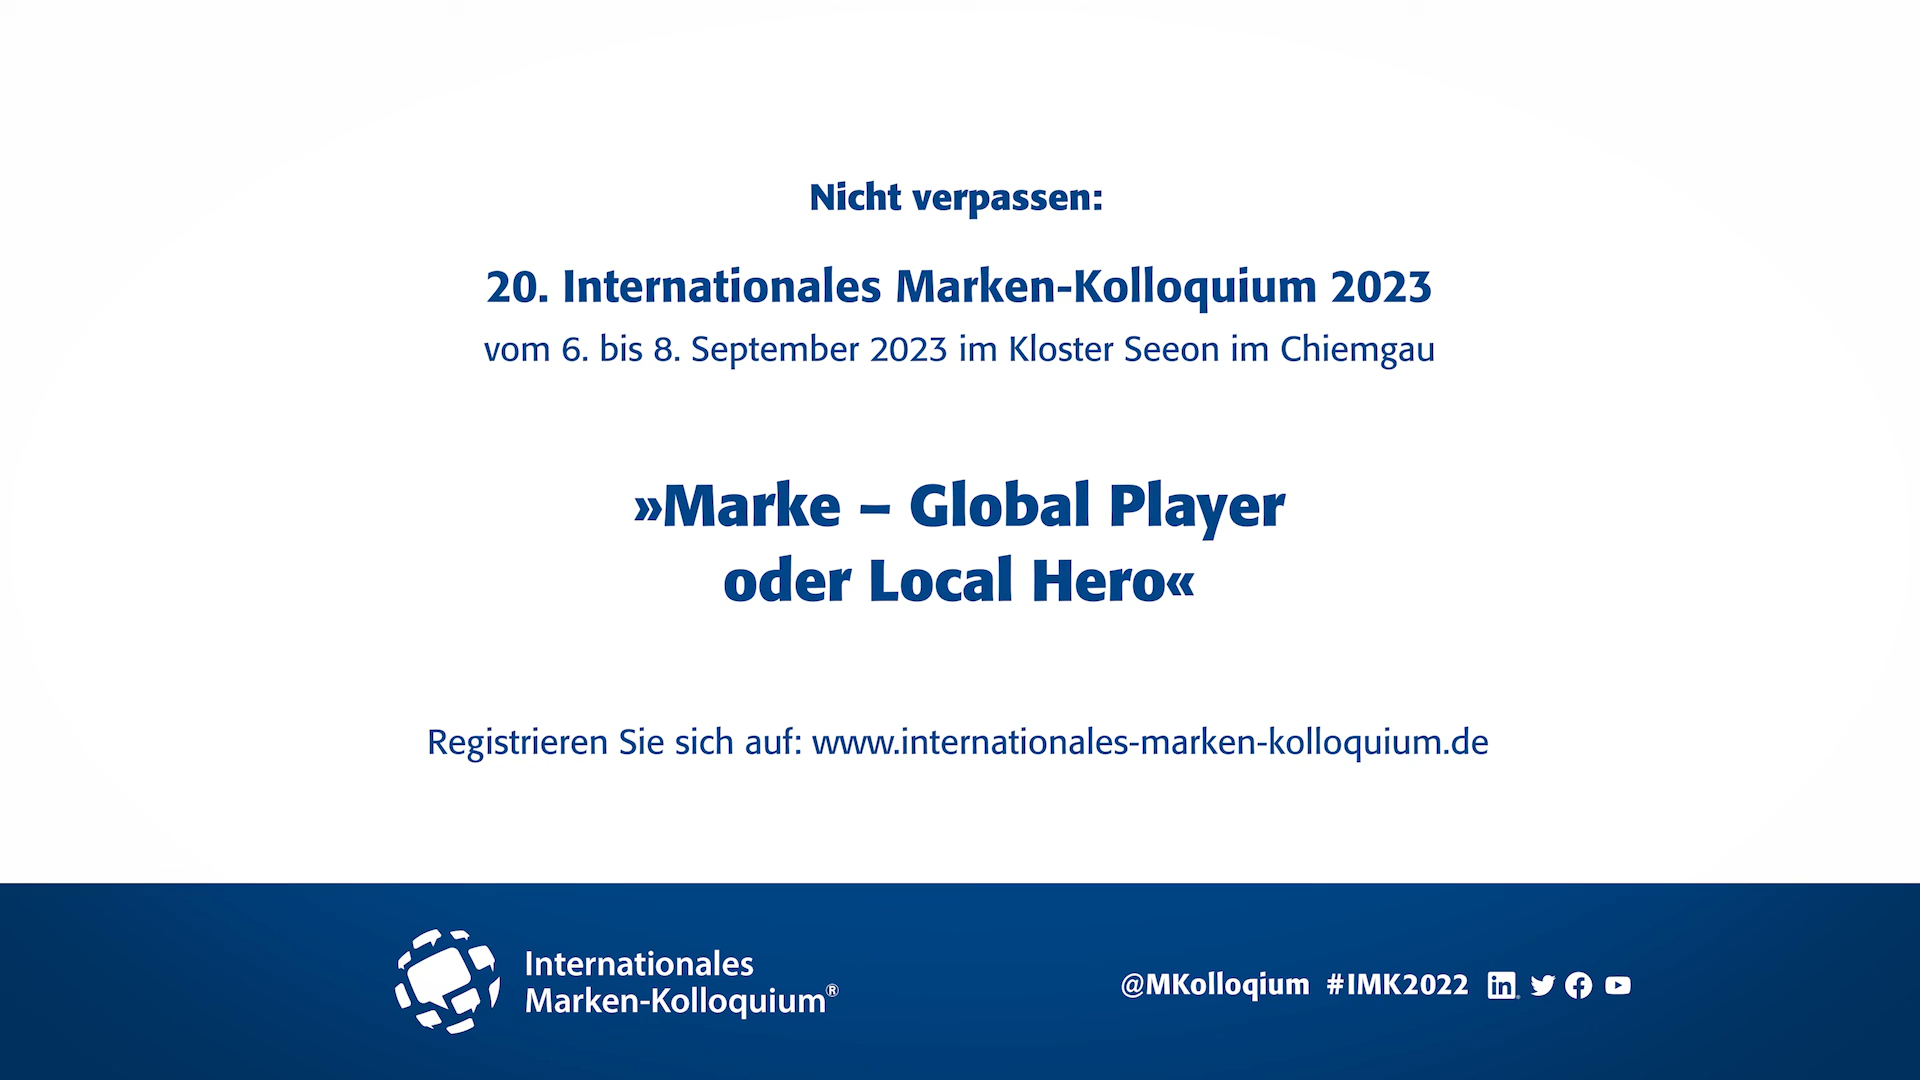 Nicht verpassen:
20. Internationales Marken-Kolloquium 2023
vom 6. bis 8. September 2023 im Kloster Seeon im Chiemgau
»Marke – Global Player
oder Local Hero«
Registrieren Sie sich auf: www.internationales-marken-kolloquium.de
Internationales
Marken-Kolloquium®
@MKolloqium #IMK2022 in